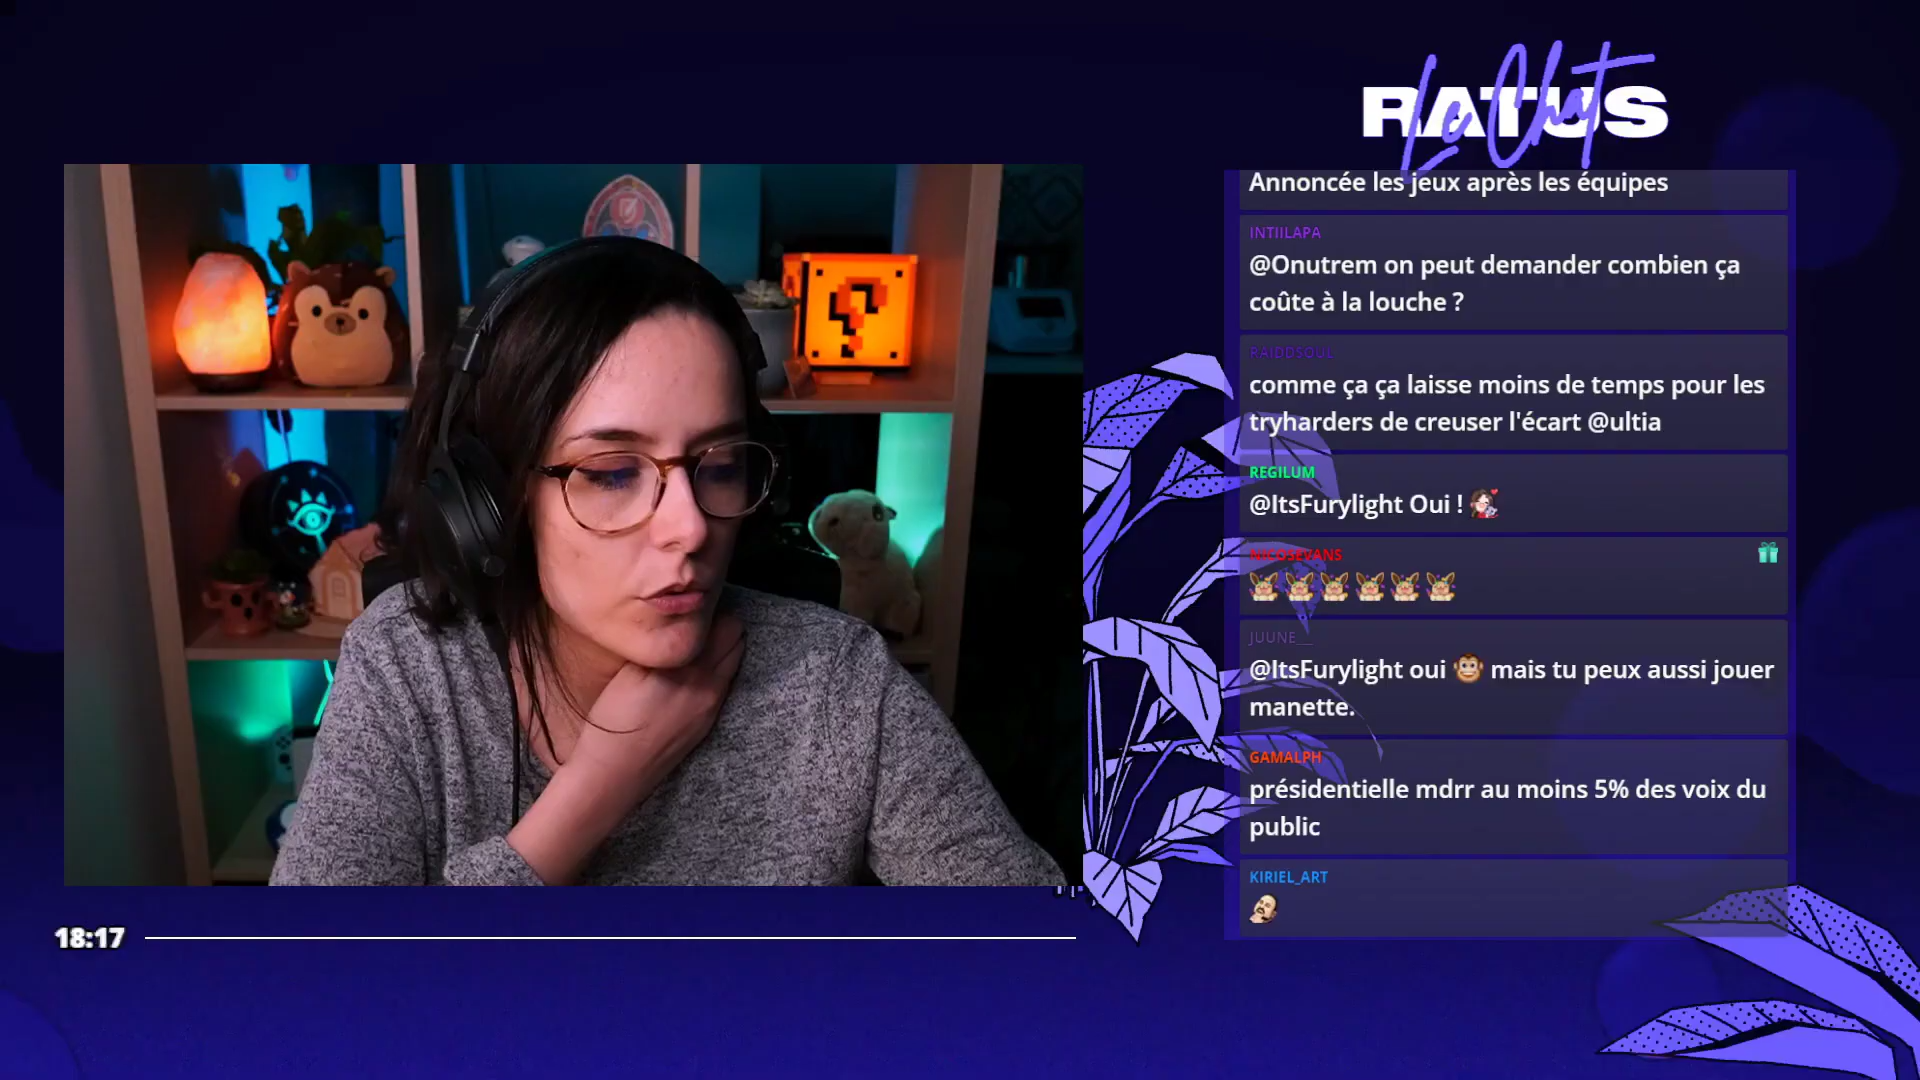 RATUS
Le Chat
Annoncée les jeux après les équipes
INTIILAPA
@Onutrem on peut demander combien ça
coûte à la louche ?
RAIDDSOUL
comme ça ça laisse moins de temps pour les
tryharders de creuser l'écart @ultia
REGILUM
@ItsFurylight Oui !
NICOSEVANS
JUUNE__
@ItsFurylight oui mais tu peux aussi jouer
manette.
GAMALPH
présidentielle mdrr au moins 5% des voix du
public
KIRIEL_ART
18:17